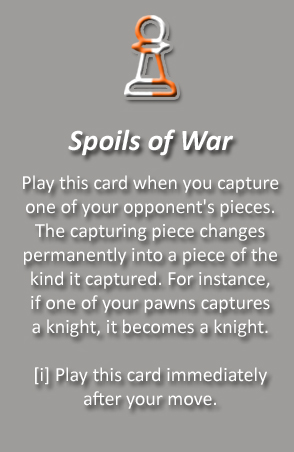 Spoils of War
Play this card when you capture
one of your opponent's pieces.
The capturing piece changes
permanently into a piece of the
kind it captured. For instance,
if one of your pawns captures
a knight, it becomes a knight.
[i] Play this card immediately
after your move.